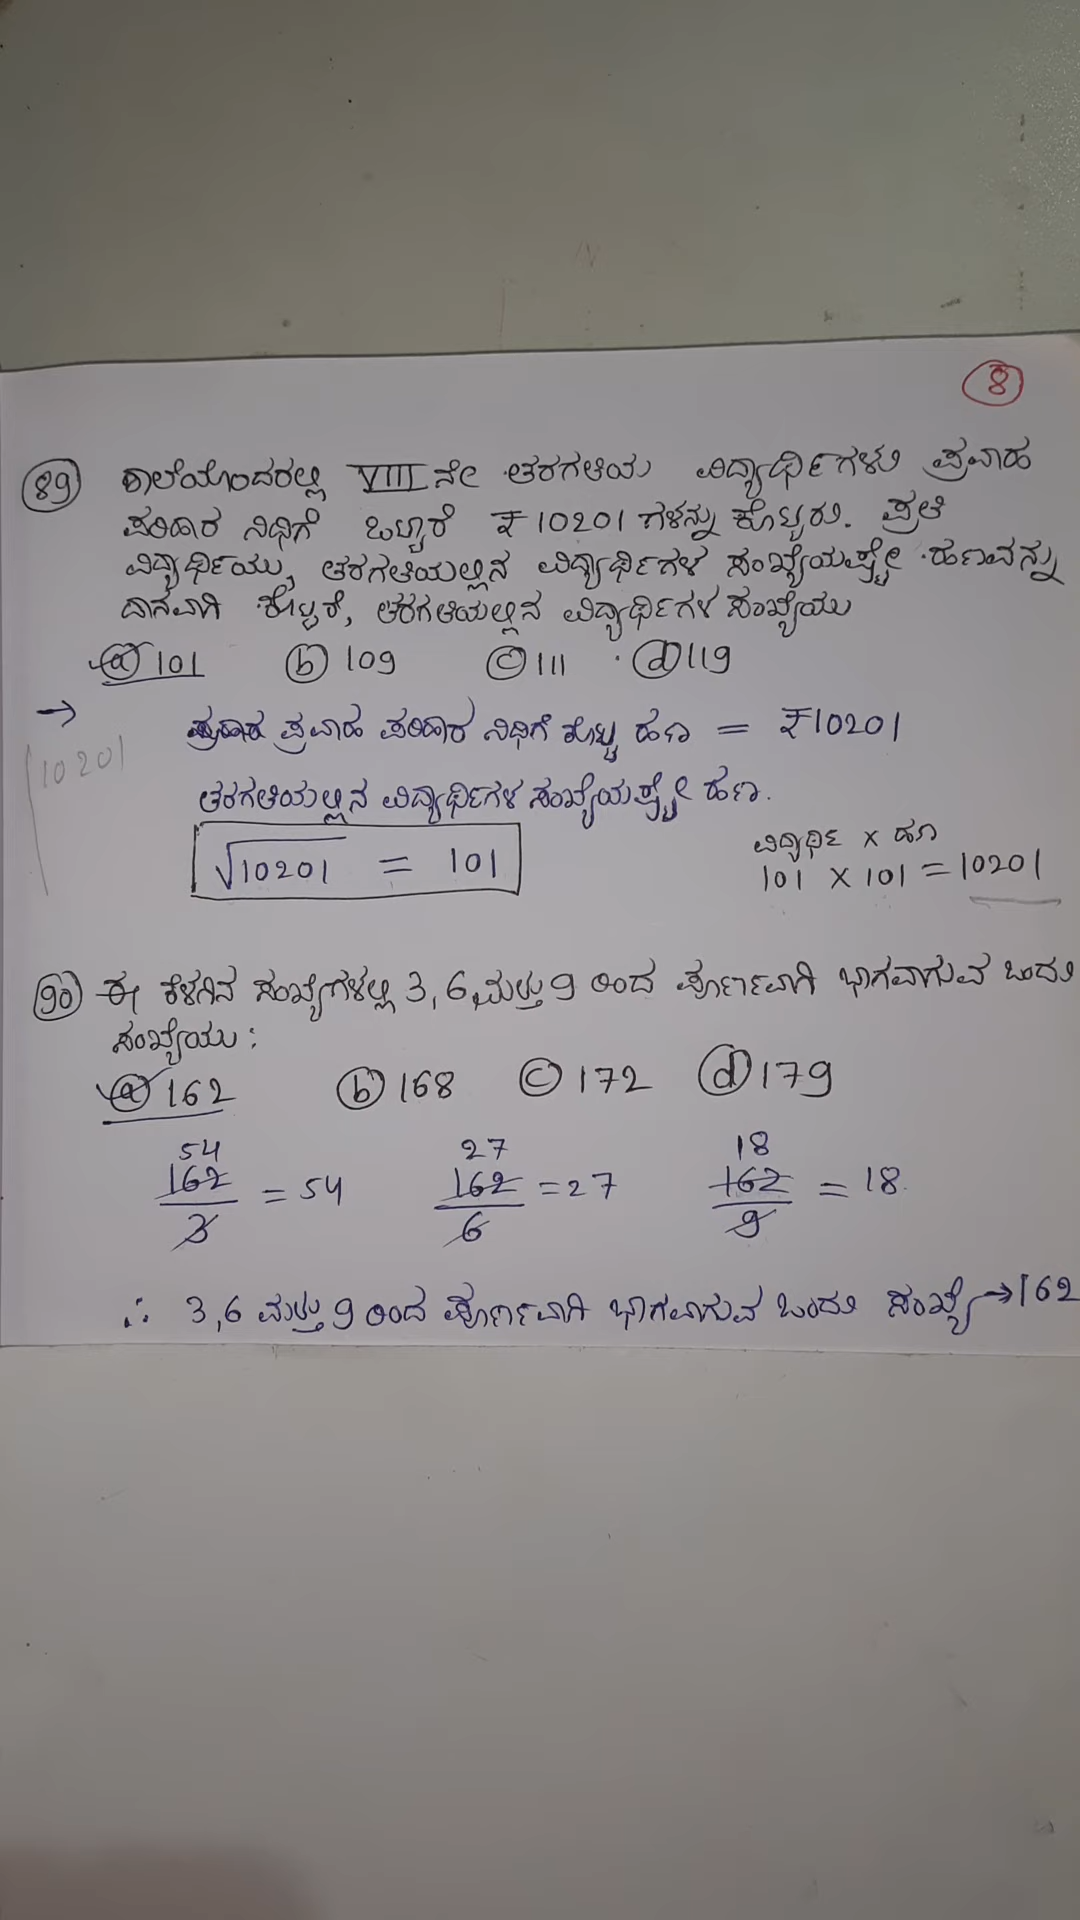 8
89 ಶಾಲೆಯೊಂದರಲ್ಲಿ VIII ನೇ ತರಗತಿಯ ವಿದ್ಯಾರ್ಥಿಗಳು ಪ್ರವಾಹ
ಪರಿಹಾರ ನಿಧಿಗೆ ಒಟ್ಟಾರೆ ₹10201 ಗಳನ್ನು ಕೊಟ್ಟರು. ಪ್ರತಿ
ವಿದ್ಯಾರ್ಥಿಯು, ತರಗತಿಯಲ್ಲಿನ ವಿದ್ಯಾರ್ಥಿಗಳ ಸಂಖ್ಯೆಯಷ್ಟೇ ಹಣವನ್ನು
ದಾನವಾಗಿ ಕೊಟ್ಟರೆ, ತರಗತಿಯಲ್ಲಿನ ವಿದ್ಯಾರ್ಥಿಗಳ ಸಂಖ್ಯೆಯು
a 101 b 109 c 111 d 119
→ ಪ್ರವಾಹ ಪರಿಹಾರ ನಿಧಿಗೆ ಕೊಟ್ಟ ಹಣ = ₹10201
10201
ತರಗತಿಯಲ್ಲಿನ ವಿದ್ಯಾರ್ಥಿಗಳ ಸಂಖ್ಯೆಯಷ್ಟೇ ಹಣ.
√10201 = 101
ವಿದ್ಯಾರ್ಥಿ × ಹಣ
101 × 101 = 10201
90 ಈ ಕೆಳಗಿನ ಸಂಖ್ಯೆಗಳಲ್ಲಿ 3, 6, ಮತ್ತು 9 ರಿಂದ ಪೂರ್ಣವಾಗಿ ಭಾಗವಾಗುವ ಒಂದು
ಸಂಖ್ಯೆಯು :
a 162 b 168 c 172 d 179
54 27 18
162/3 = 54 162/6 = 27 162/9 = 18
∴ 3, 6 ಮತ್ತು 9 ರಿಂದ ಪೂರ್ಣವಾಗಿ ಭಾಗವಾಗುವ ಒಂದು ಸಂಖ್ಯೆ → 162